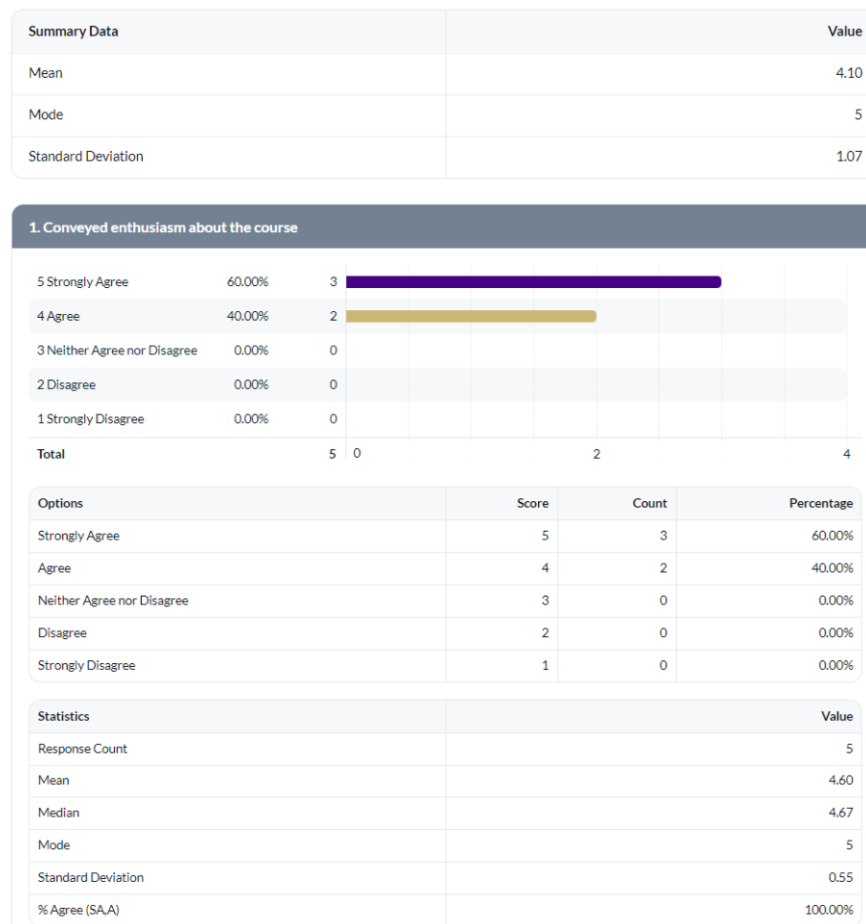 Summary Data Value
Mean 4.10
Mode 5
Standard Deviation 1.07
1. Conveyed enthusiasm about the course
5 Strongly Agree 60.00% 3
4 Agree 40.00% 2
3 Neither Agree nor Disagree 0.00% 0
2 Disagree 0.00% 0
1 Strongly Disagree 0.00% 0
Total 5 0 2 4
Options Score Count Percentage
Strongly Agree 5 3 60.00%
Agree 4 2 40.00%
Neither Agree nor Disagree 3 0 0.00%
Disagree 2 0 0.00%
Strongly Disagree 1 0 0.00%
Statistics Value
Response Count 5
Mean 4.60
Median 4.67
Mode 5
Standard Deviation 0.55
% Agree (SA,A) 100.00%